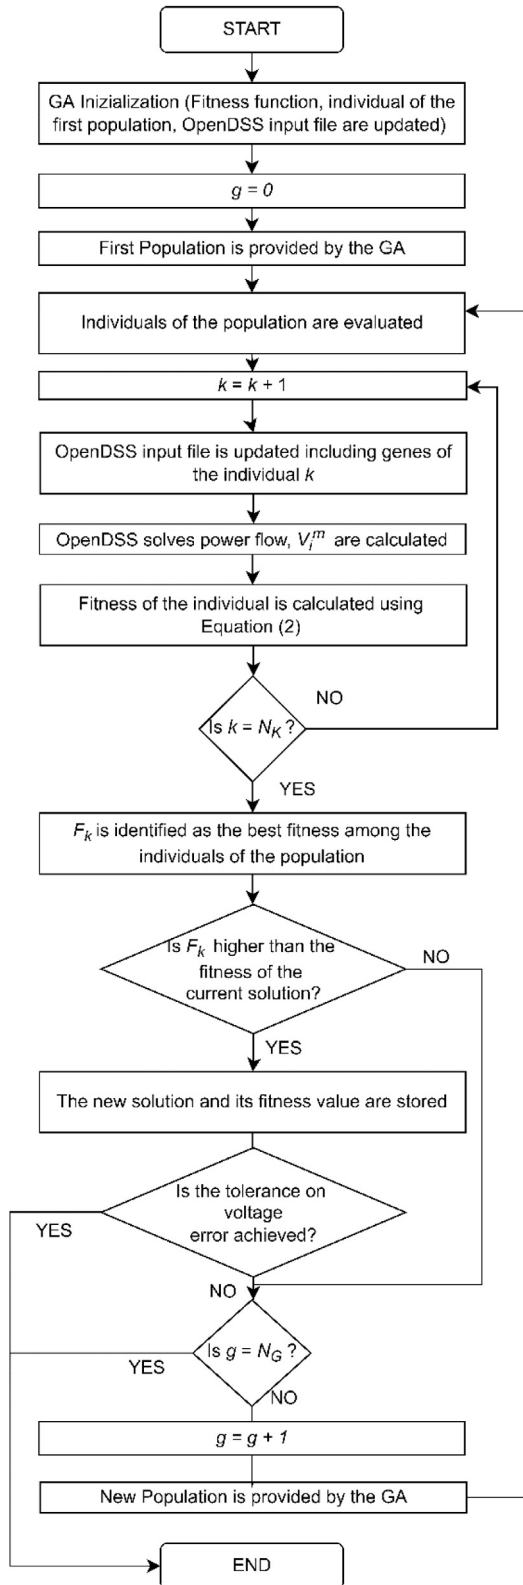 START
GA Inizialization (Fitness function, individual of the
first population, OpenDSS input file are updated)
g = 0
First Population is provided by the GA
Individuals of the population are evaluated
k = k + 1
OpenDSS input file is updated including genes of
the individual k
OpenDSS solves power flow, V_i^m are calculated
Fitness of the individual is calculated using
Equation (2)
NO
Is k = N_K ?
YES
F_k is identified as the best fitness among the
individuals of the population
Is F_k higher than the
fitness of the
current solution?
NO
YES
The new solution and its fitness value are stored
Is the tolerance on
voltage
error achieved?
YES
NO
Is g = N_G ?
YES
NO
g = g + 1
New Population is provided by the GA
END